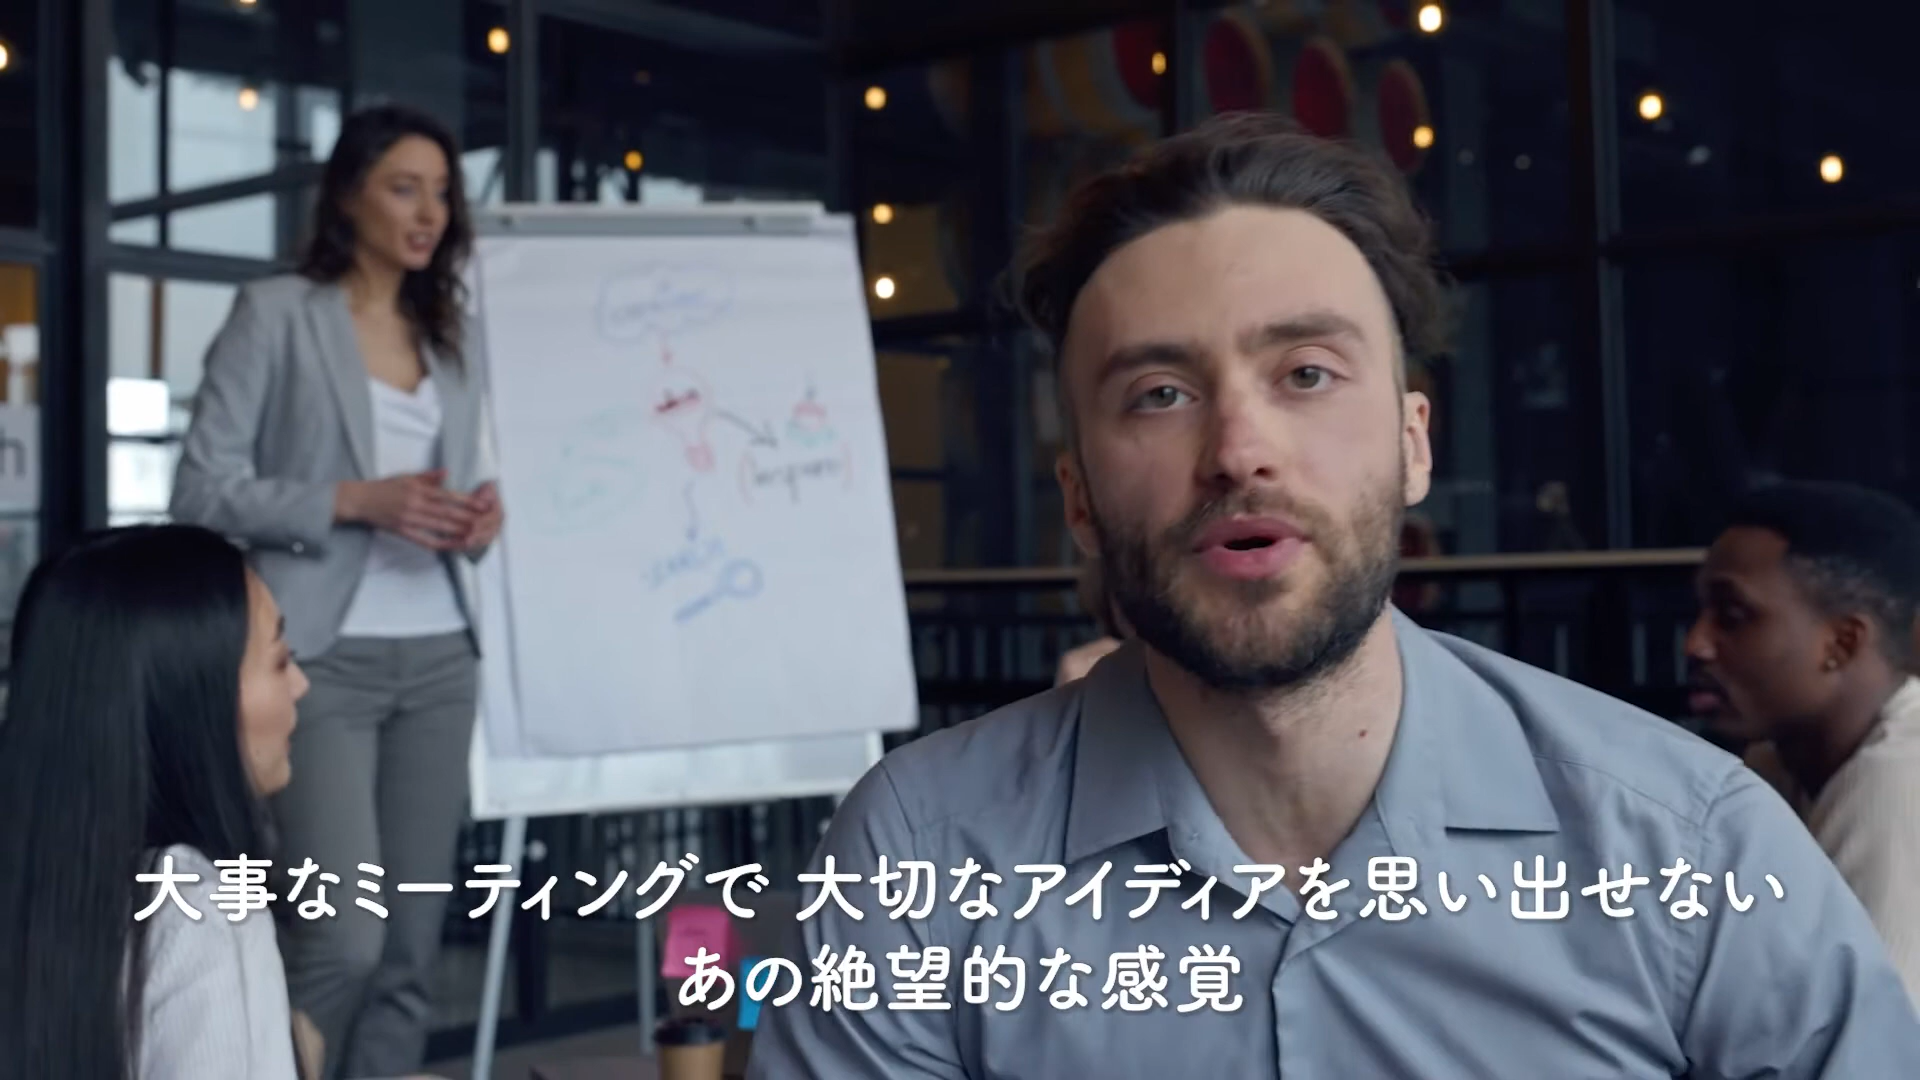 大事なミーティングで 大切なアイディアを思い出せない
あの絶望的な感覚